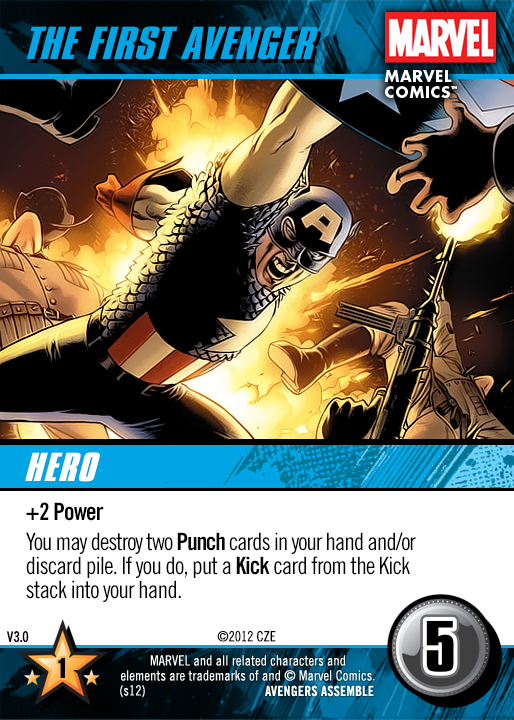 THE FIRST AVENGER
MARVEL
MARVEL
COMICS™
A
HERO
+2 Power
You may destroy two Punch cards in your hand and/or
discard pile. If you do, put a Kick card from the Kick
stack into your hand.
V3.0
©2012 CZE
1
5
MARVEL and all related characters and
elements are trademarks of and © Marvel Comics.
(s12)
AVENGERS ASSEMBLE